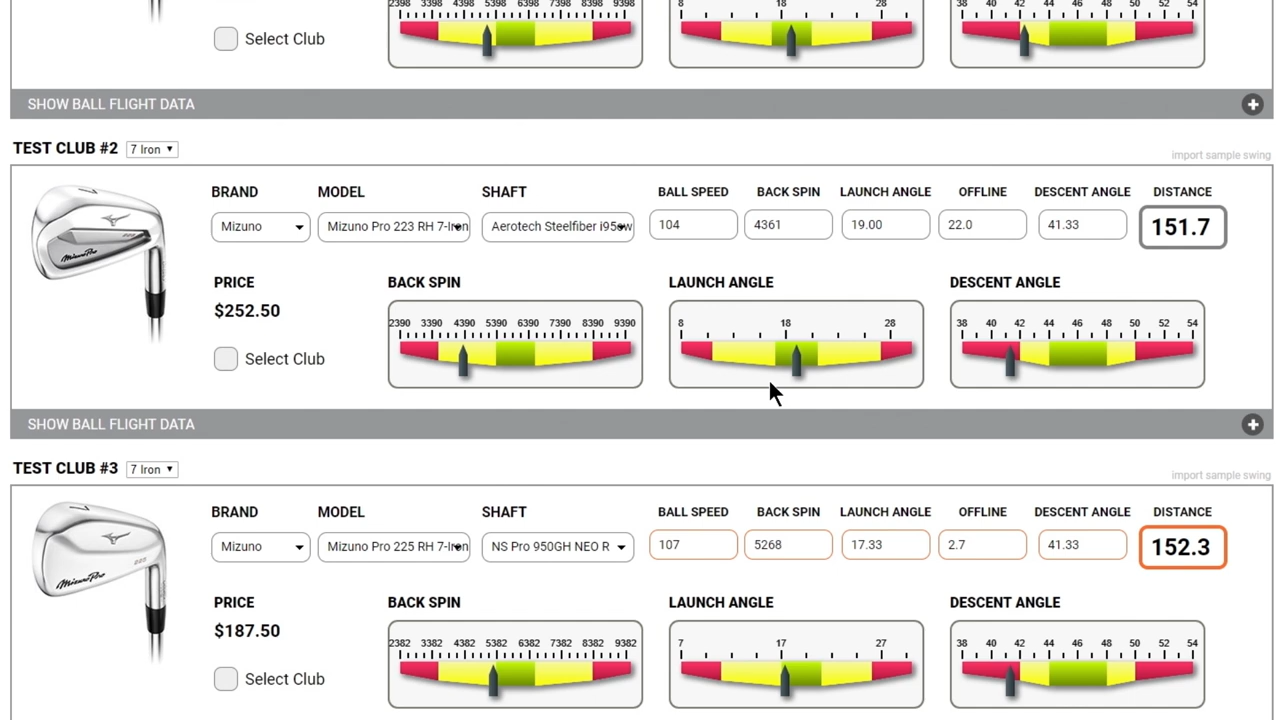 2398 3398 4398 5398 6398 7398 8398 9398
8 18 28
38 40 42 44 46 48 50 52 54
Select Club
SHOW BALL FLIGHT DATA
TEST CLUB #2 7 Iron
import sample swing
BRAND MODEL SHAFT BALL SPEED BACK SPIN LAUNCH ANGLE OFFLINE DESCENT ANGLE DISTANCE
Mizuno Mizuno Pro 223 RH 7-Iron Aerotech Steelfiber i95cw 104 4361 19.00 22.0 41.33 151.7
PRICE BACK SPIN LAUNCH ANGLE DESCENT ANGLE
$252.50
2390 3390 4390 5390 6390 7390 8390 9390
8 18 28
38 40 42 44 46 48 50 52 54
Select Club
SHOW BALL FLIGHT DATA
TEST CLUB #3 7 Iron
import sample swing
BRAND MODEL SHAFT BALL SPEED BACK SPIN LAUNCH ANGLE OFFLINE DESCENT ANGLE DISTANCE
Mizuno Mizuno Pro 225 RH 7-Iron NS Pro 950GH NEO R 107 5268 17.33 2.7 41.33 152.3
PRICE BACK SPIN LAUNCH ANGLE DESCENT ANGLE
$187.50
2382 3382 4382 5382 6382 7382 8382 9382
7 17 27
38 40 42 44 46 48 50 52 54
Select Club
MizunoPro
MizunoPro